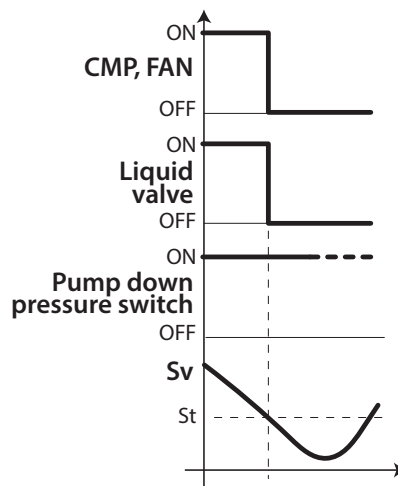 ON
CMP, FAN
OFF
ON
Liquid
valve
OFF
ON
Pump down
pressure switch
OFF
Sv
St